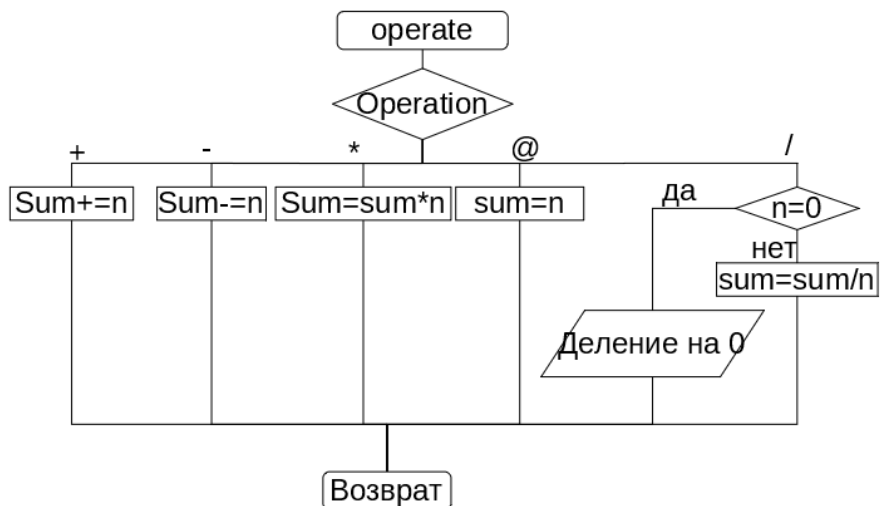 operate
Operation
+ - * @ /
Sum+=n Sum-=n Sum=sum*n sum=n да n=0
нет
sum=sum/n
Деление на 0
Возврат